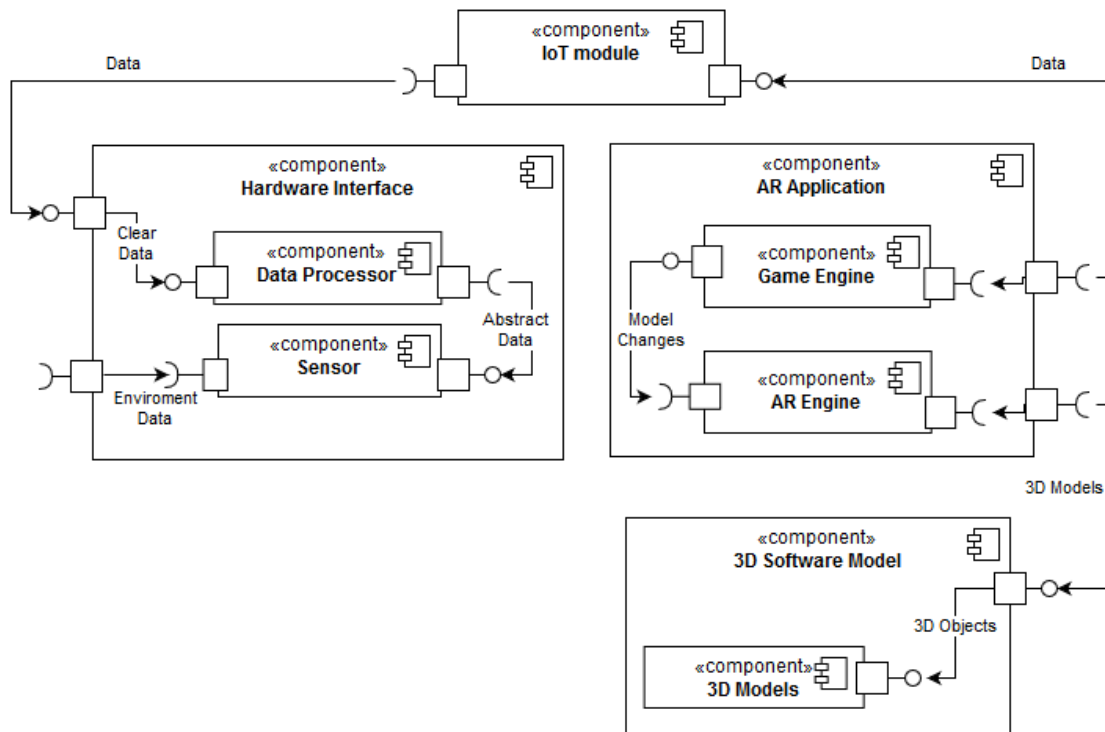 «component»
IoT module
Data
Data
«component»
Hardware Interface
«component»
AR Application
Clear
Data
«component»
Data Processor
«component»
Game Engine
Abstract
Data
Model
Changes
«component»
Sensor
«component»
AR Engine
Enviroment
Data
3D Models
«component»
3D Software Model
3D Objects
«component»
3D Models